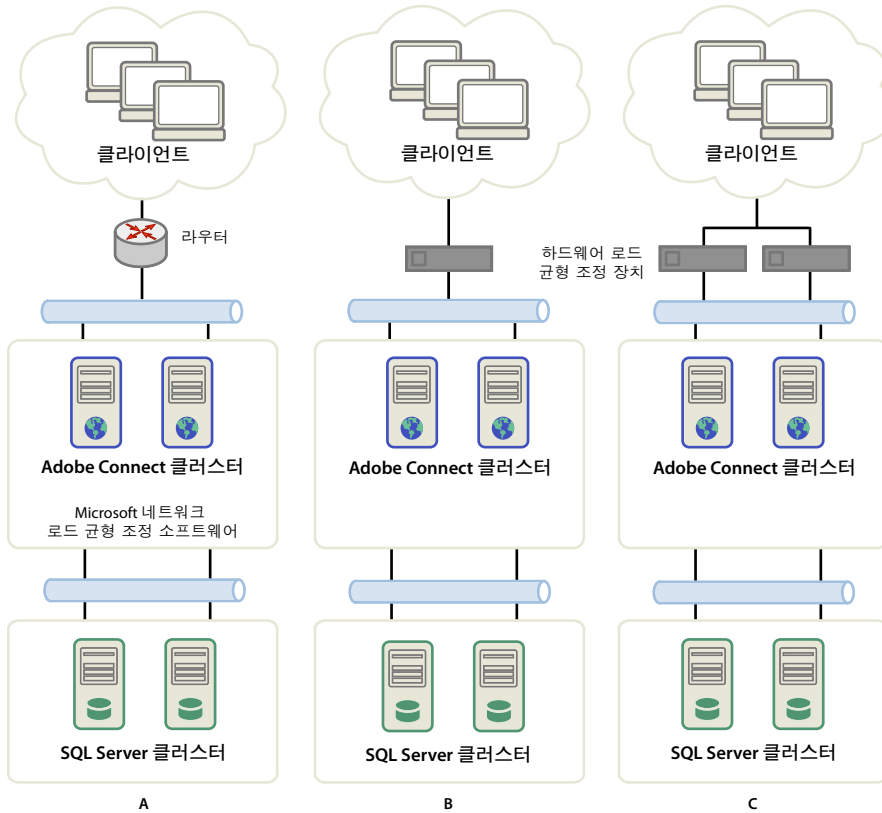 클라이언트
클라이언트
클라이언트
라우터
하드웨어 로드
균형 조정 장치
Adobe Connect 클러스터
Adobe Connect 클러스터
Adobe Connect 클러스터
Microsoft 네트워크
로드 균형 조정 소프트웨어
SQL Server 클러스터
SQL Server 클러스터
SQL Server 클러스터
A
B
C